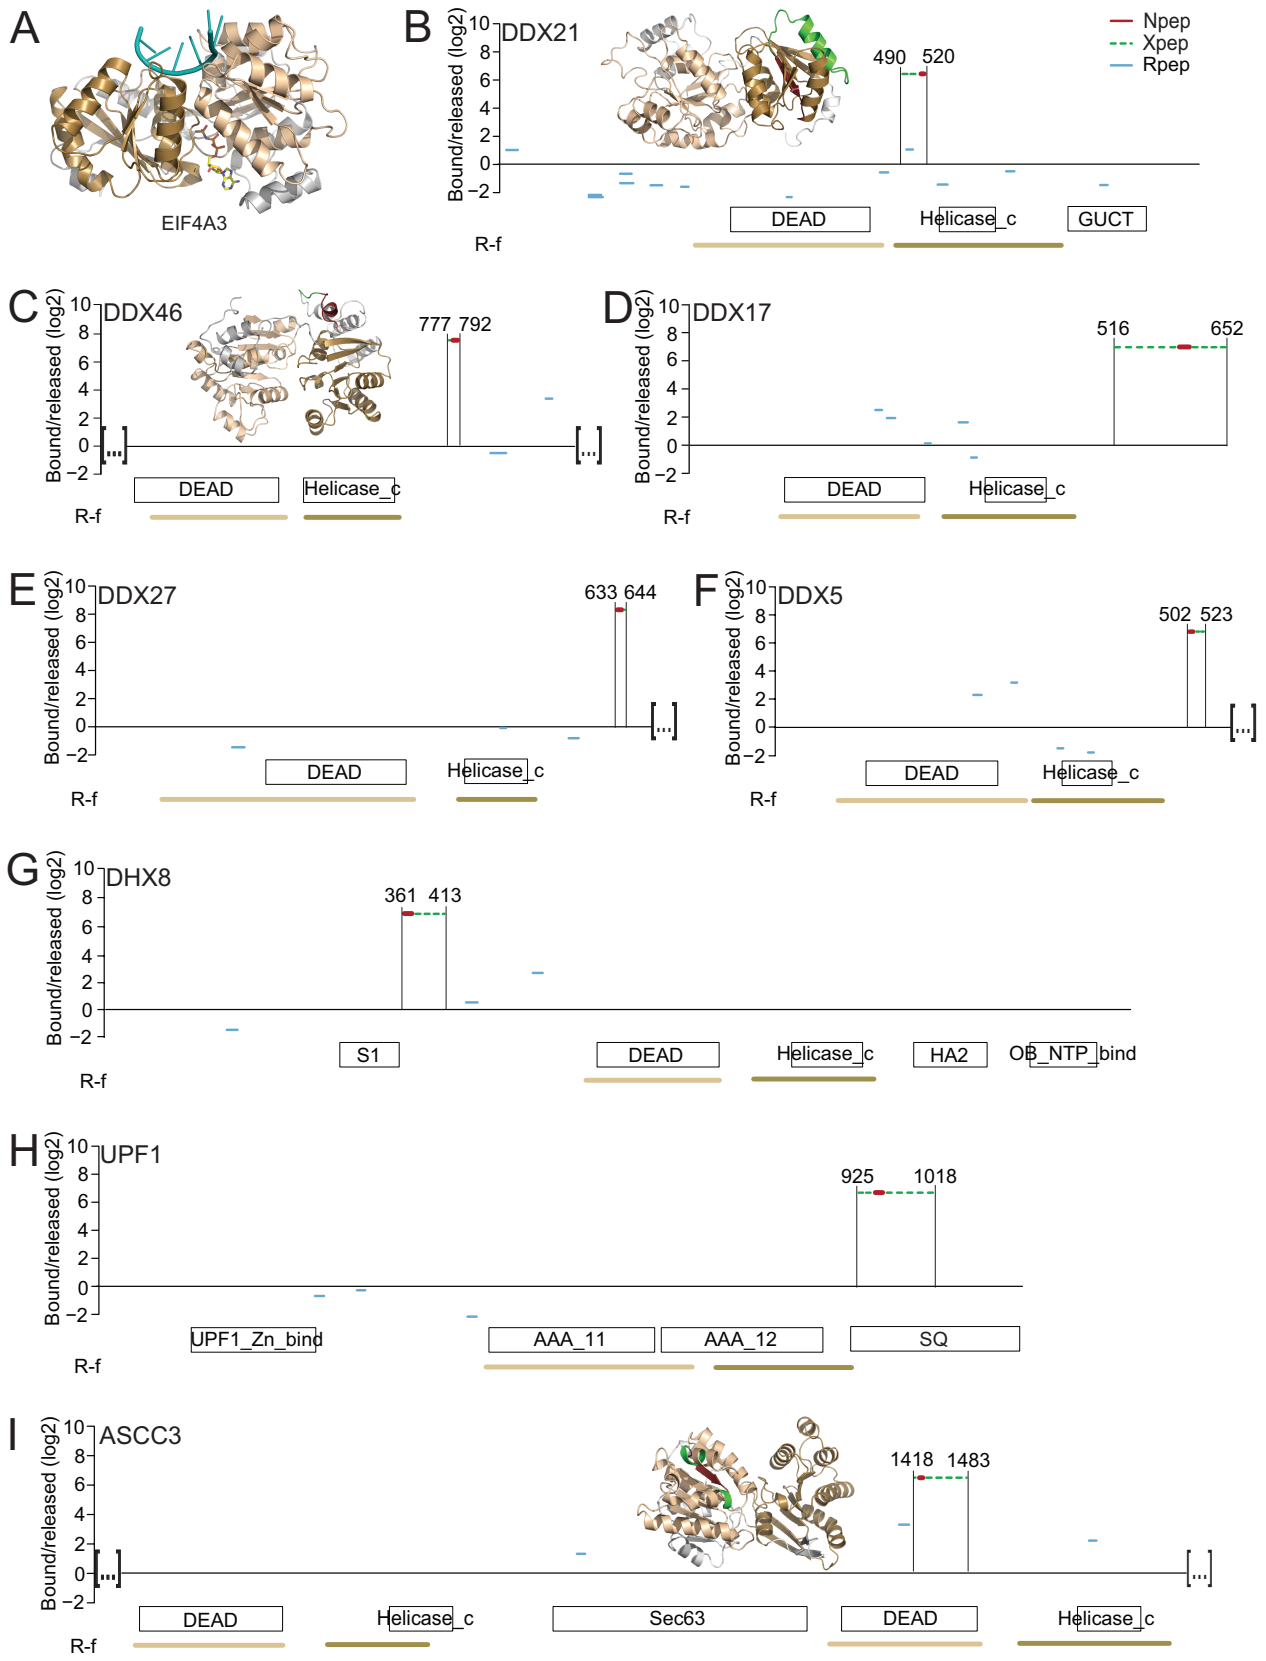 A
EIF4A3
B
Bound/released (log2)
10
8
6
4
2
0
−2
DDX21
490 520
Npep
Xpep
Rpep
DEAD
Helicase_c
GUCT
R-f
C
Bound/released (log2)
10
8
6
4
2
0
−2
DDX46
777 792
[...]
[...]
DEAD
Helicase_c
R-f
D
Bound/released (log2)
10
8
6
4
2
0
−2
DDX17
516 652
DEAD
Helicase_c
R-f
E
Bound/released (log2)
10
8
6
4
2
0
−2
DDX27
633 644
[...]
DEAD
Helicase_c
R-f
F
Bound/released (log2)
10
8
6
4
2
0
−2
DDX5
502 523
[...]
DEAD
Helicase_c
R-f
G
Bound/released (log2)
10
8
6
4
2
0
−2
DHX8
361 413
S1
DEAD
Helicase_c
HA2
OB_NTP_bind
R-f
H
Bound/released (log2)
10
8
6
4
2
0
−2
UPF1
925 1018
UPF1_Zn_bind
AAA_11
AAA_12
SQ
R-f
I
Bound/released (log2)
10
8
6
4
2
0
−2
ASCC3
1418 1483
[...]
[...]
DEAD
Helicase_c
Sec63
DEAD
Helicase_c
R-f